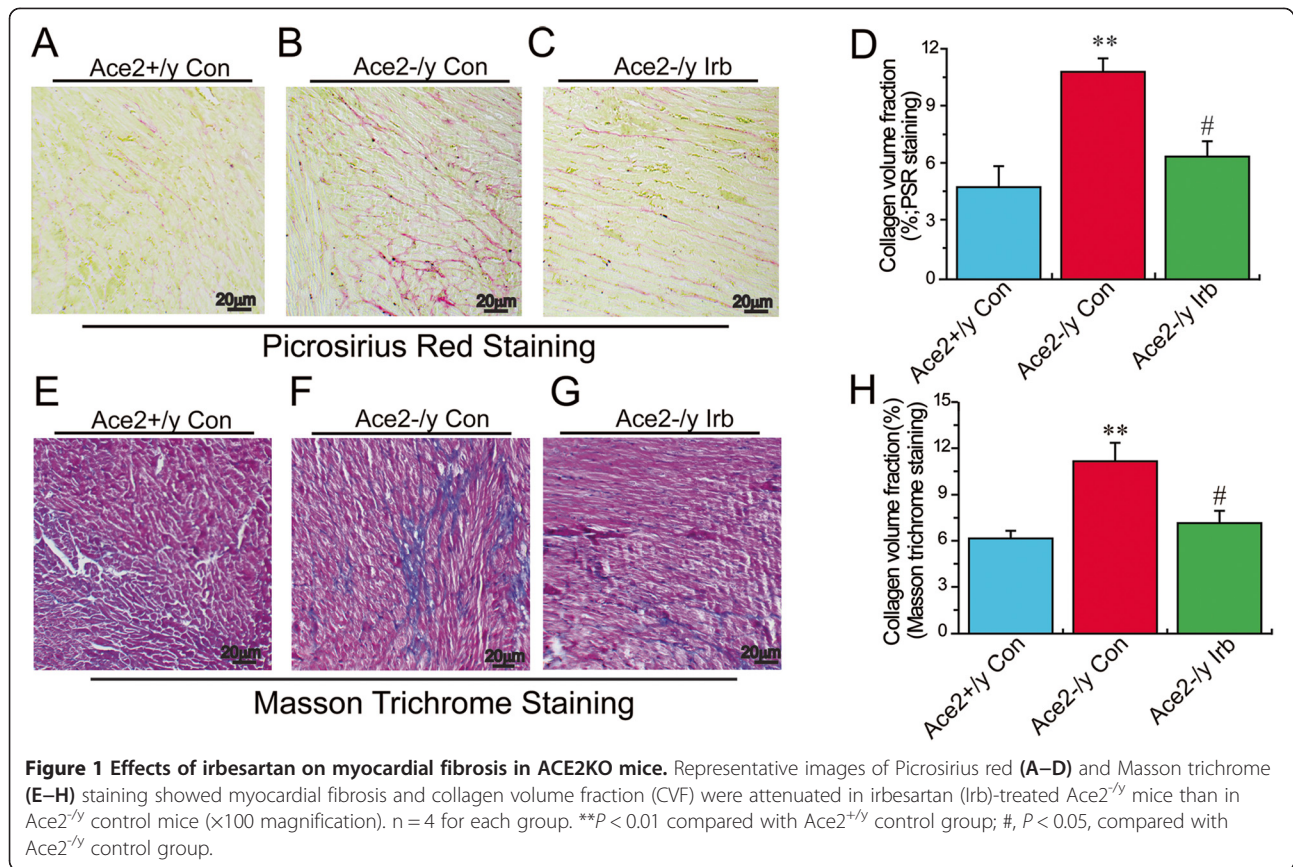 A
B
C
Ace2+/y Con
Ace2-/y Con
Ace2-/y Irb
20μm
20μm
20μm
Picrosirius Red Staining
D
Collagen volume fraction
(%;PSR staining)
12
9
6
3
0
**
#
Ace2+/y Con
Ace2-/y Con
Ace2-/y Irb
E
F
G
Ace2+/y Con
Ace2-/y Con
Ace2-/y Irb
20μm
20μm
20μm
Masson Trichrome Staining
H
Collagen volume fraction(%)
(Masson trichrome staining)
15
12
9
6
3
0
**
#
Ace2+/y Con
Ace2-/y Con
Ace2-/y Irb
Figure 1 Effects of irbesartan on myocardial fibrosis in ACE2KO mice. Representative images of Picrosirius red (A–D) and Masson trichrome
(E–H) staining showed myocardial fibrosis and collagen volume fraction (CVF) were attenuated in irbesartan (Irb)-treated Ace2-/y mice than in
Ace2-/y control mice (×100 magnification). n = 4 for each group. **P < 0.01 compared with Ace2+/y control group; #, P < 0.05, compared with
Ace2-/y control group.